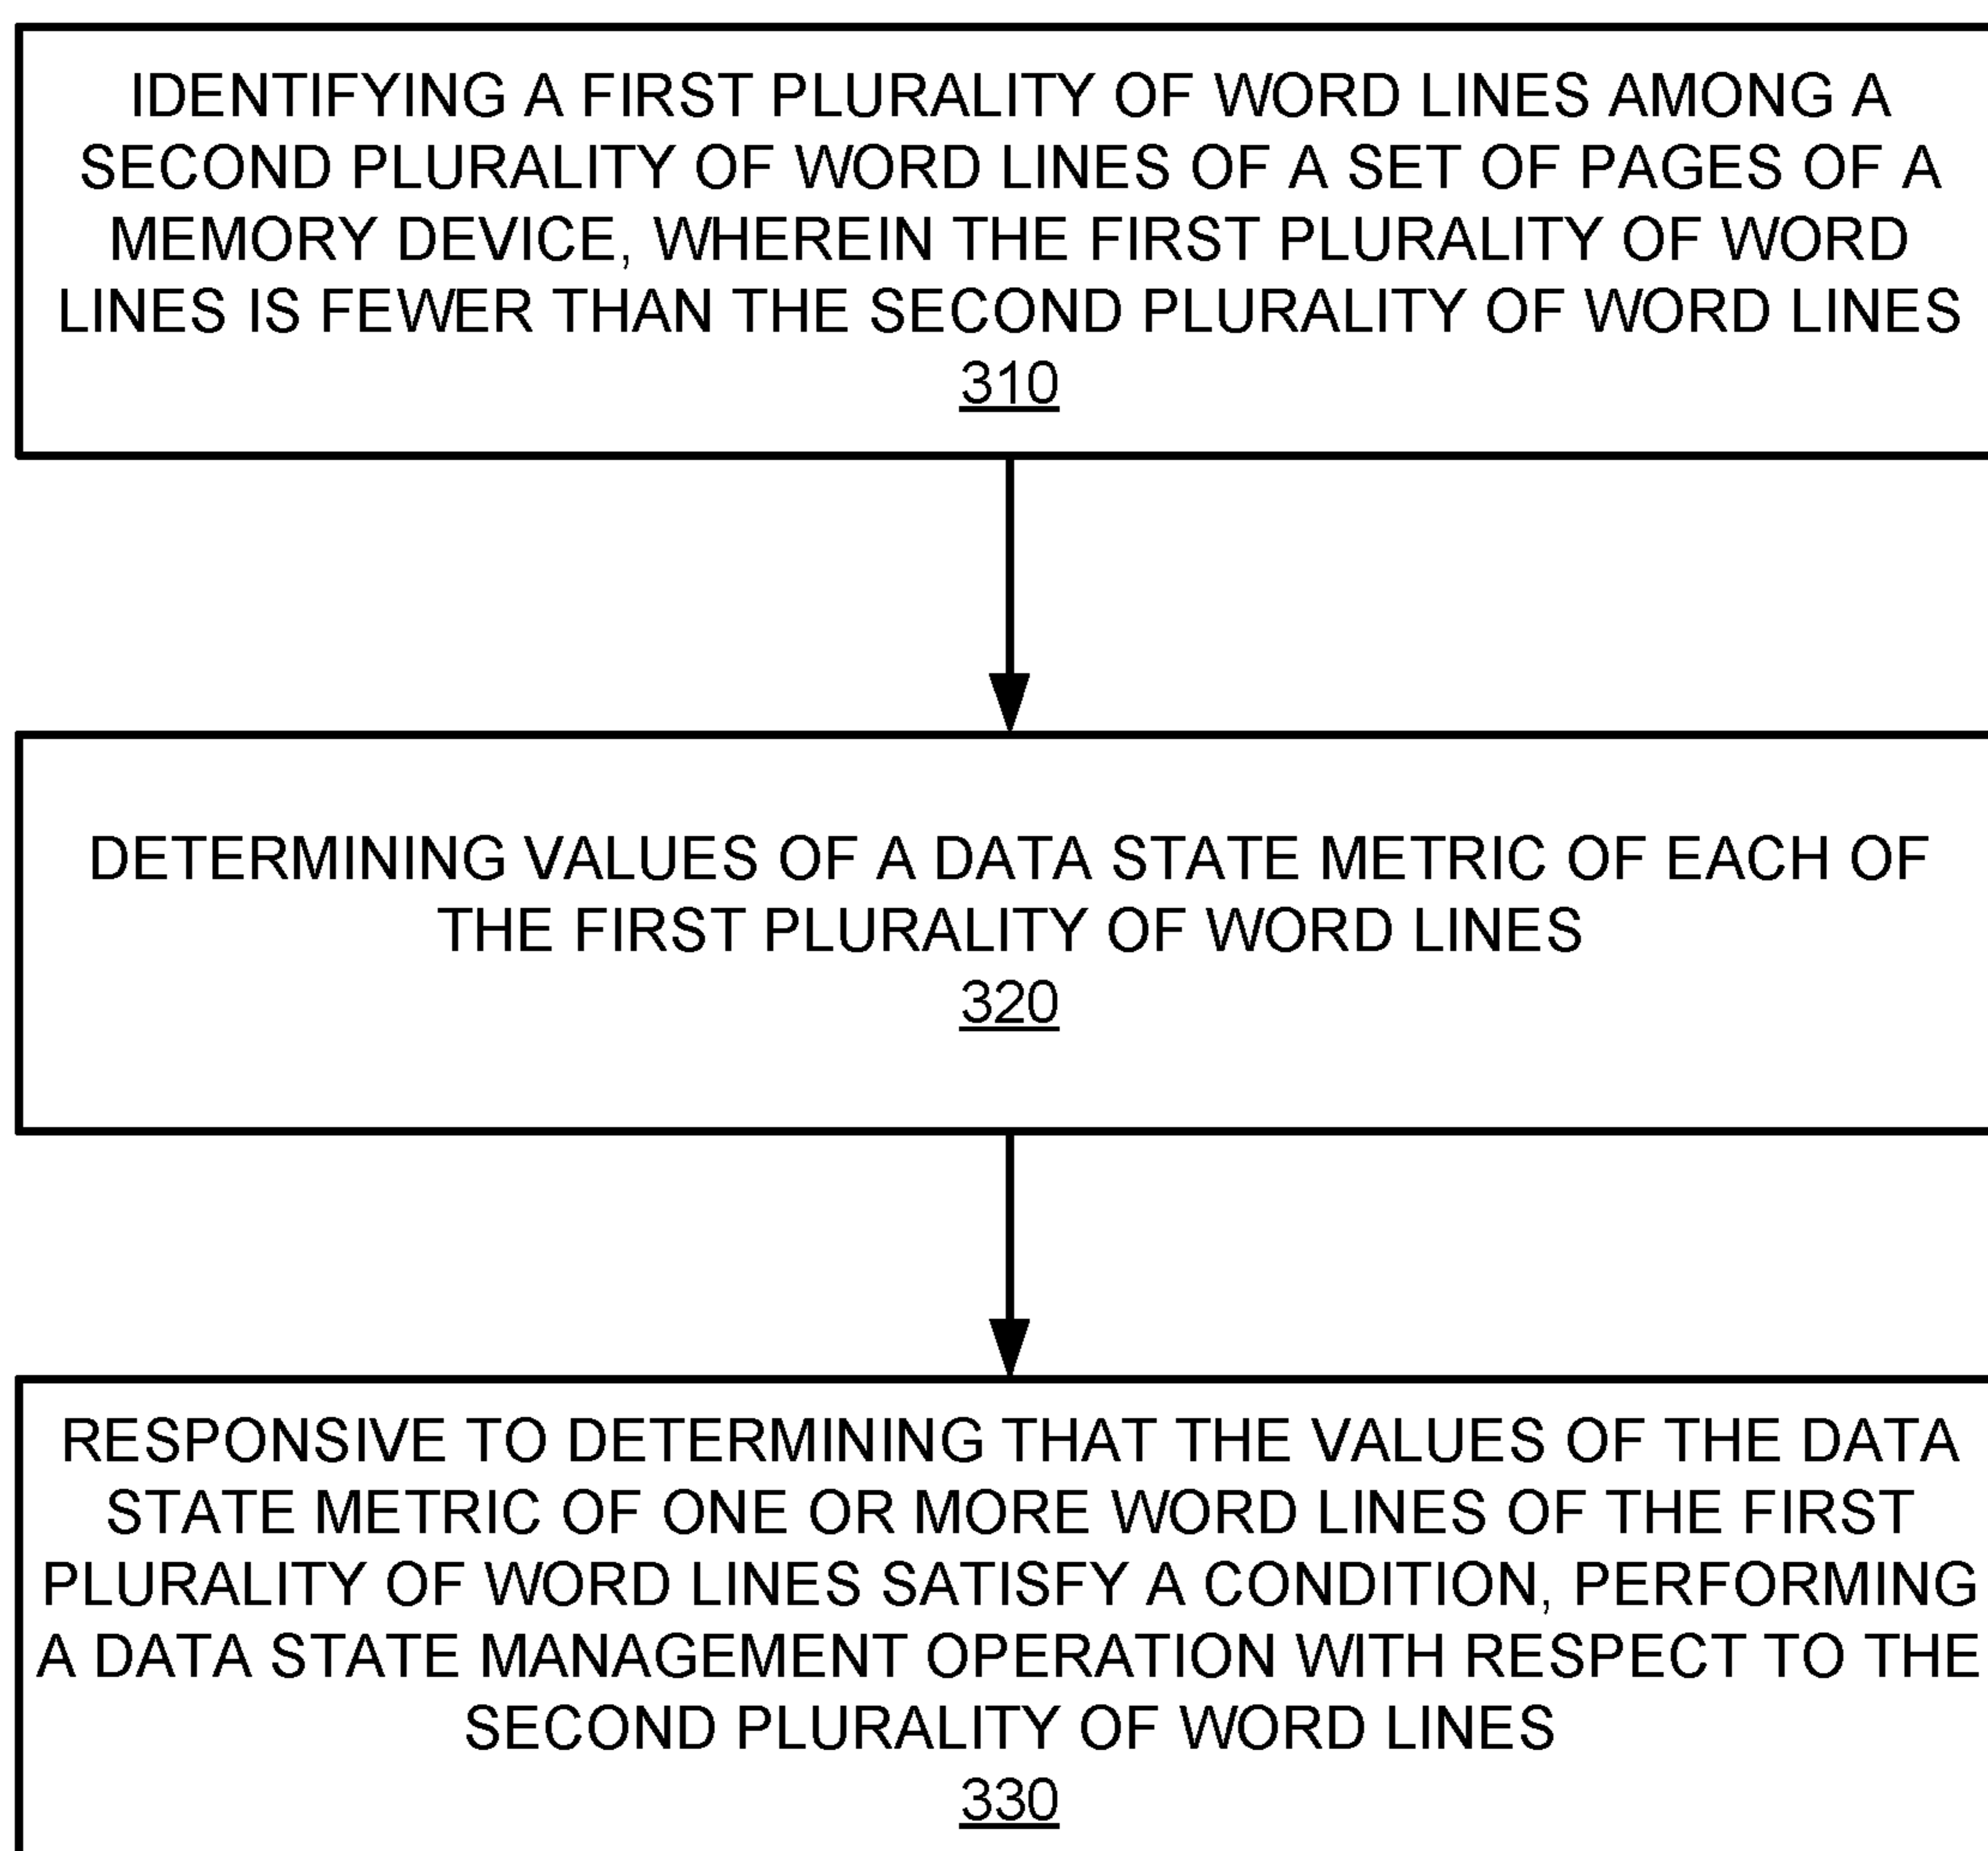 IDENTIFYING A FIRST PLURALITY OF WORD LINES AMONG A
SECOND PLURALITY OF WORD LINES OF A SET OF PAGES OF A
MEMORY DEVICE, WHEREIN THE FIRST PLURALITY OF WORD
LINES IS FEWER THAN THE SECOND PLURALITY OF WORD LINES
310
DETERMINING VALUES OF A DATA STATE METRIC OF EACH OF
THE FIRST PLURALITY OF WORD LINES
320
RESPONSIVE TO DETERMINING THAT THE VALUES OF THE DATA
STATE METRIC OF ONE OR MORE WORD LINES OF THE FIRST
PLURALITY OF WORD LINES SATISFY A CONDITION, PERFORMING
A DATA STATE MANAGEMENT OPERATION WITH RESPECT TO THE
SECOND PLURALITY OF WORD LINES
330